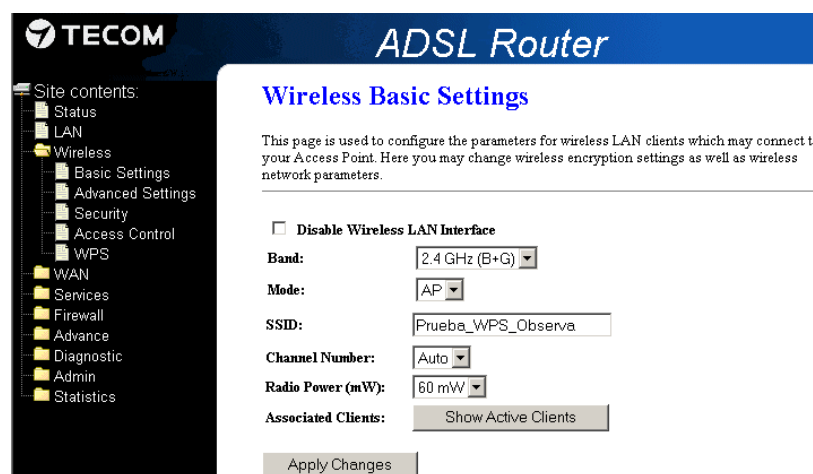 TECOM
ADSL Router
Site contents:
Status
LAN
Wireless
Basic Settings
Advanced Settings
Security
Access Control
WPS
WAN
Services
Firewall
Advance
Diagnostic
Admin
Statistics
Wireless Basic Settings
This page is used to configure the parameters for wireless LAN clients which may connect t
your Access Point. Here you may change wireless encryption settings as well as wireless
network parameters.
Disable Wireless LAN Interface
Band: 2.4 GHz (B+G)
Mode: AP
SSID: Prueba_WPS_Observa
Channel Number: Auto
Radio Power (mW): 60 mW
Associated Clients: Show Active Clients
Apply Changes